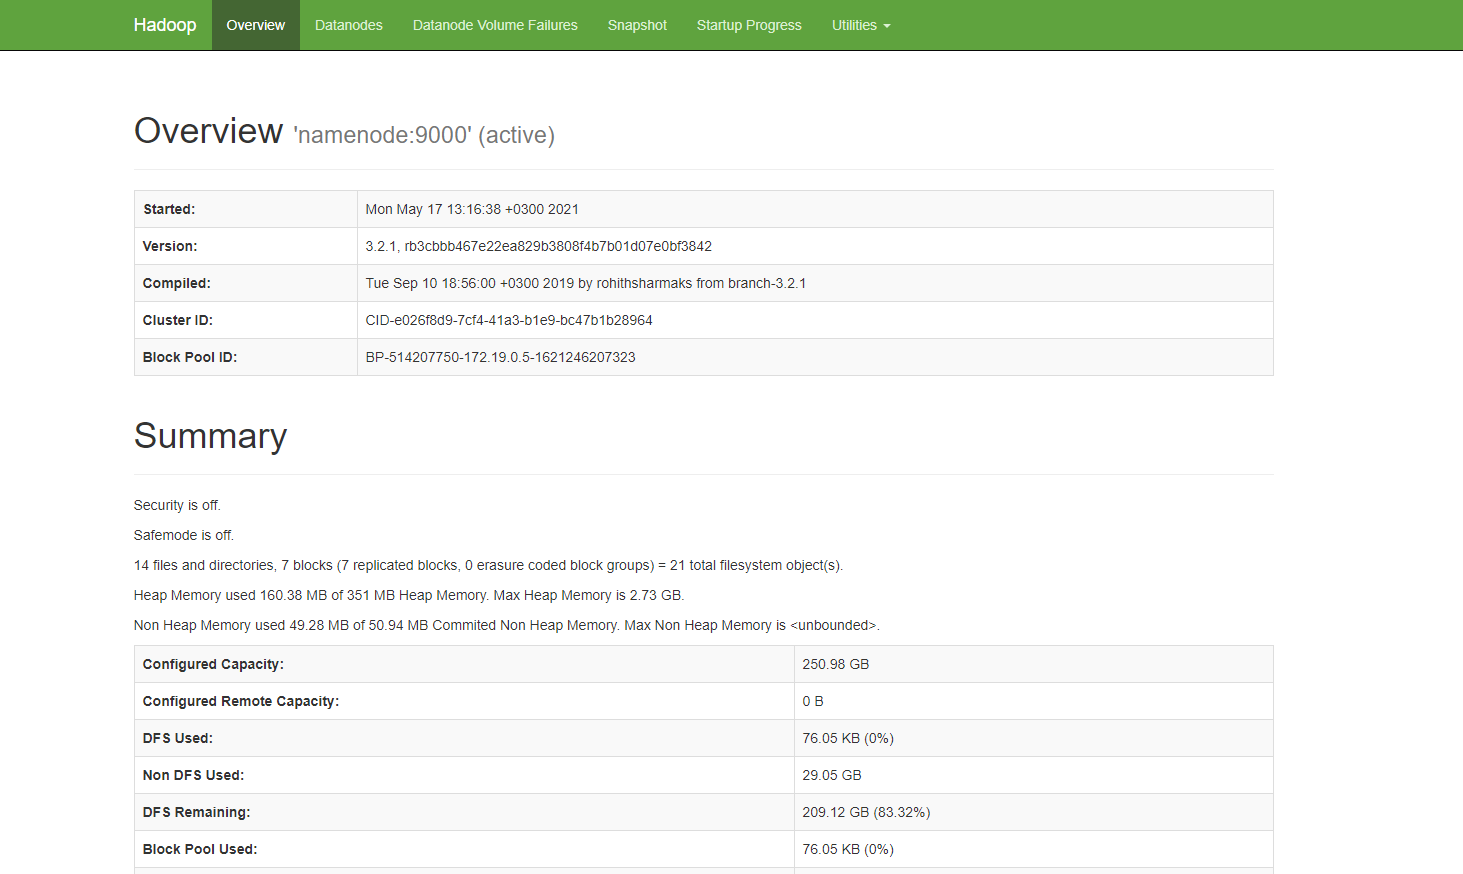 Hadoop Overview Datanodes Datanode Volume Failures Snapshot Startup Progress Utilities
Overview 'namenode:9000' (active)
Started: Mon May 17 13:16:38 +0300 2021
Version: 3.2.1, rb3cbbb467e22ea829b3808f4b7b01d07e0bf3842
Compiled: Tue Sep 10 18:56:00 +0300 2019 by rohithsharmaks from branch-3.2.1
Cluster ID: CID-e026f8d9-7cf4-41a3-b1e9-bc47b1b28964
Block Pool ID: BP-514207750-172.19.0.5-1621246207323
Summary
Security is off.
Safemode is off.
14 files and directories, 7 blocks (7 replicated blocks, 0 erasure coded block groups) = 21 total filesystem object(s).
Heap Memory used 160.38 MB of 351 MB Heap Memory. Max Heap Memory is 2.73 GB.
Non Heap Memory used 49.28 MB of 50.94 MB Commited Non Heap Memory. Max Non Heap Memory is <unbounded>.
Configured Capacity: 250.98 GB
Configured Remote Capacity: 0 B
DFS Used: 76.05 KB (0%)
Non DFS Used: 29.05 GB
DFS Remaining: 209.12 GB (83.32%)
Block Pool Used: 76.05 KB (0%)